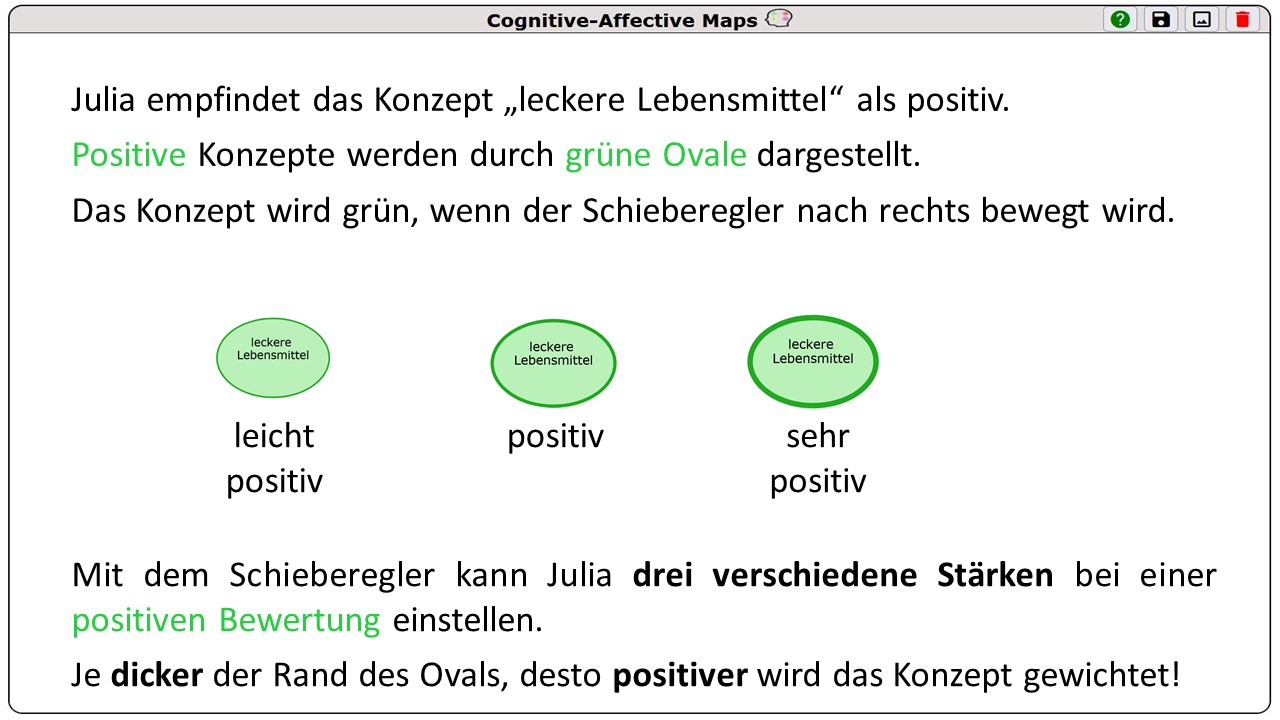 Cognitive-Affective Maps
Julia empfindet das Konzept „leckere Lebensmittel“ als positiv.
Positive Konzepte werden durch grüne Ovale dargestellt.
Das Konzept wird grün, wenn der Schieberegler nach rechts bewegt wird.
leckere
Lebensmittel
leckere
Lebensmittel
leckere
Lebensmittel
leicht
positiv
positiv
sehr
positiv
Mit dem Schieberegler kann Julia drei verschiedene Stärken bei einer
positiven Bewertung einstellen.
Je dicker der Rand des Ovals, desto positiver wird das Konzept gewichtet!